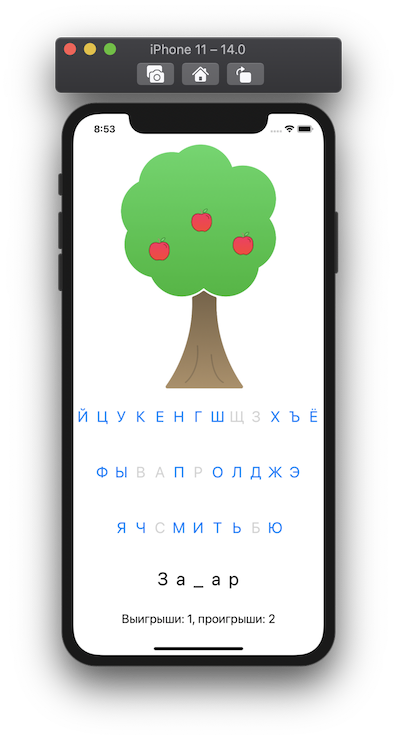 iPhone 11 – 14.0
8:53
Й Ц У К Е Н Г Ш Щ З Х Ъ Ё
Ф Ы В А П Р О Л Д Ж Э
Я Ч С М И Т Ь Б Ю
З а _ а р
Выигрыши: 1, проигрыши: 2